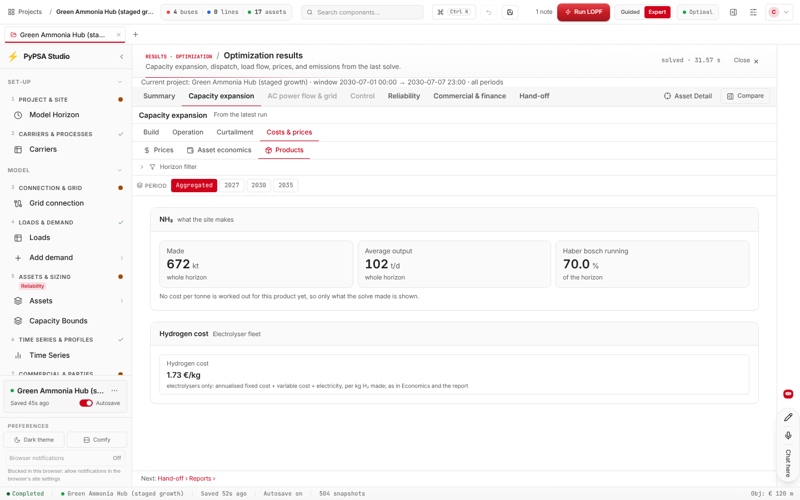 Projects / Green Ammonia Hub (staged gr...
4 buses 0 lines 17 assets
Search components...
Ctrl K
1 note
Run LOPF
Guided Expert
Optimal
C
Green Ammonia Hub (sta... ×
+
PyPSA Studio
SET-UP
1 PROJECT & SITE
Model Horizon
2 CARRIERS & PROCESSES
Carriers
MODEL
3 CONNECTION & GRID
Grid connection
4 LOADS & DEMAND
Loads
Add demand
5 ASSETS & SIZING
Reliability
Assets
Capacity Bounds
6 TIME SERIES & PROFILES
Time Series
7 COMMERCIAL & PARTIES
Green Ammonia Hub (s... ...
Saved 45s ago Autosave
PREFERENCES
Dark theme Comfy
Browser notifications Off
Blocked in this browser: allow notifications in the browser's site settings
RESULTS · OPTIMIZATION / Optimization results
Capacity expansion, dispatch, load flow, prices, and emissions from the last solve.
solved · 31.57 s Close ×
Current project: Green Ammonia Hub (staged growth) · window 2030-07-01 00:00 → 2030-07-07 23:00 · all periods
Summary Capacity expansion AC power flow & grid Control Reliability Commercial & finance Hand-off Asset Detail Compare
Capacity expansion From the latest run
Build Operation Curtailment Costs & prices
Prices Asset economics Products
Horizon filter
PERIOD Aggregated 2027 2030 2035
NH₃ what the site makes
Made
672 kt
whole horizon
Average output
102 t/d
whole horizon
Haber bosch running
70.0 %
of the horizon
No cost per tonne is worked out for this product yet, so only what the solve made is shown.
Hydrogen cost Electrolyser fleet
Hydrogen cost
1.73 €/kg
electrolysers only: annualised fixed cost + variable cost + electricity, per kg H₂ made; as in Economics and the report
Next: Hand-off › Reports ›
Chat here
Completed Green Ammonia Hub (staged growth) Saved 52s ago Autosave on 504 snapshots Obj: € 120 m